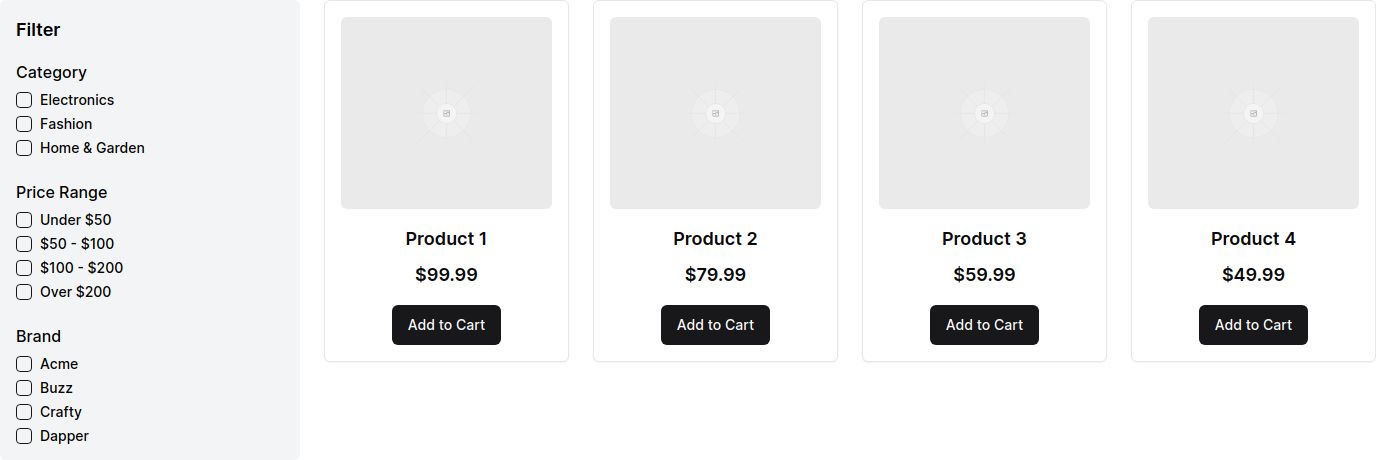 Filter
Category
Electronics
Fashion
Home & Garden
Price Range
Under $50
$50 - $100
$100 - $200
Over $200
Brand
Acme
Buzz
Crafty
Dapper
Product 1
$99.99
Add to Cart
Product 2
$79.99
Add to Cart
Product 3
$59.99
Add to Cart
Product 4
$49.99
Add to Cart